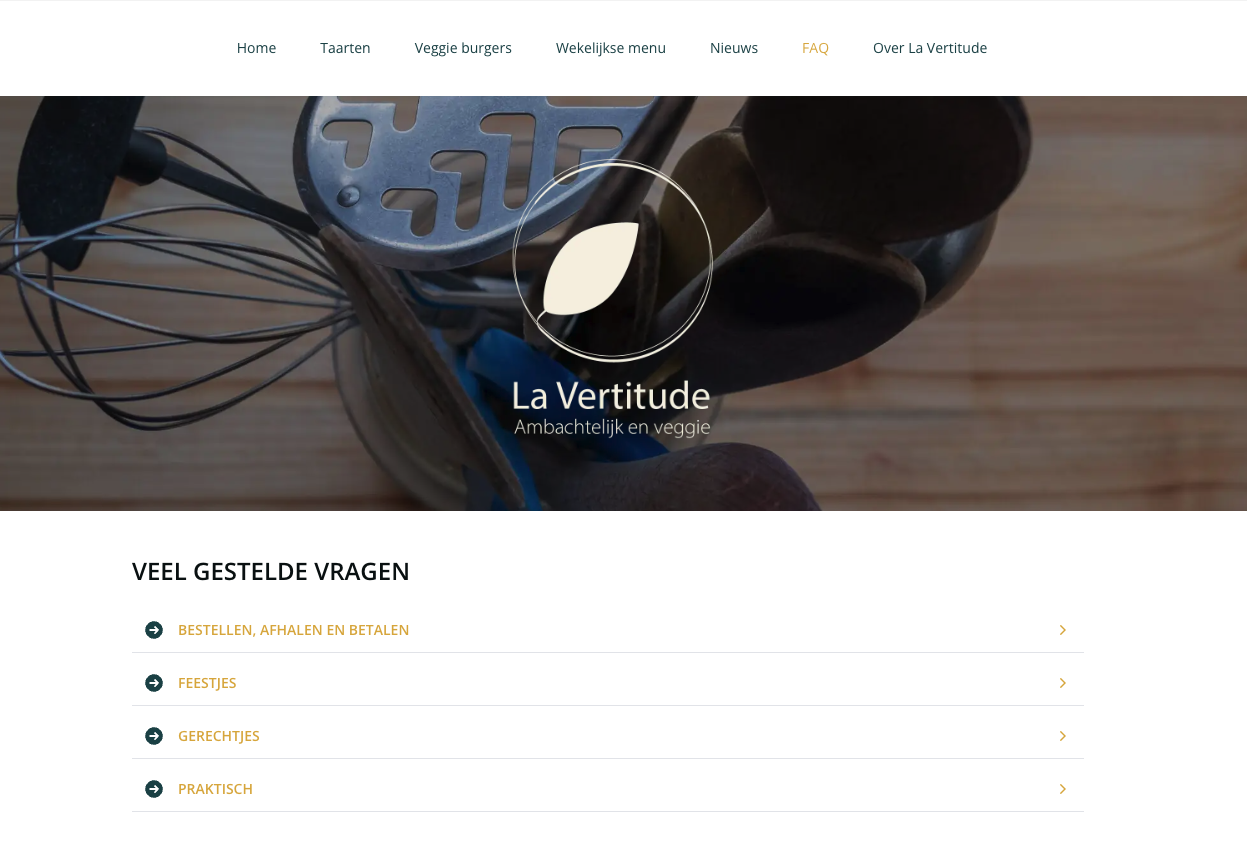 Home Taarten Veggie burgers Wekelijkse menu Nieuws FAQ Over La Vertitude
La Vertitude
Ambachtelijk en veggie
VEEL GESTELDE VRAGEN
BESTELLEN, AFHALEN EN BETALEN
FEESTJES
GERECHTJES
PRAKTISCH